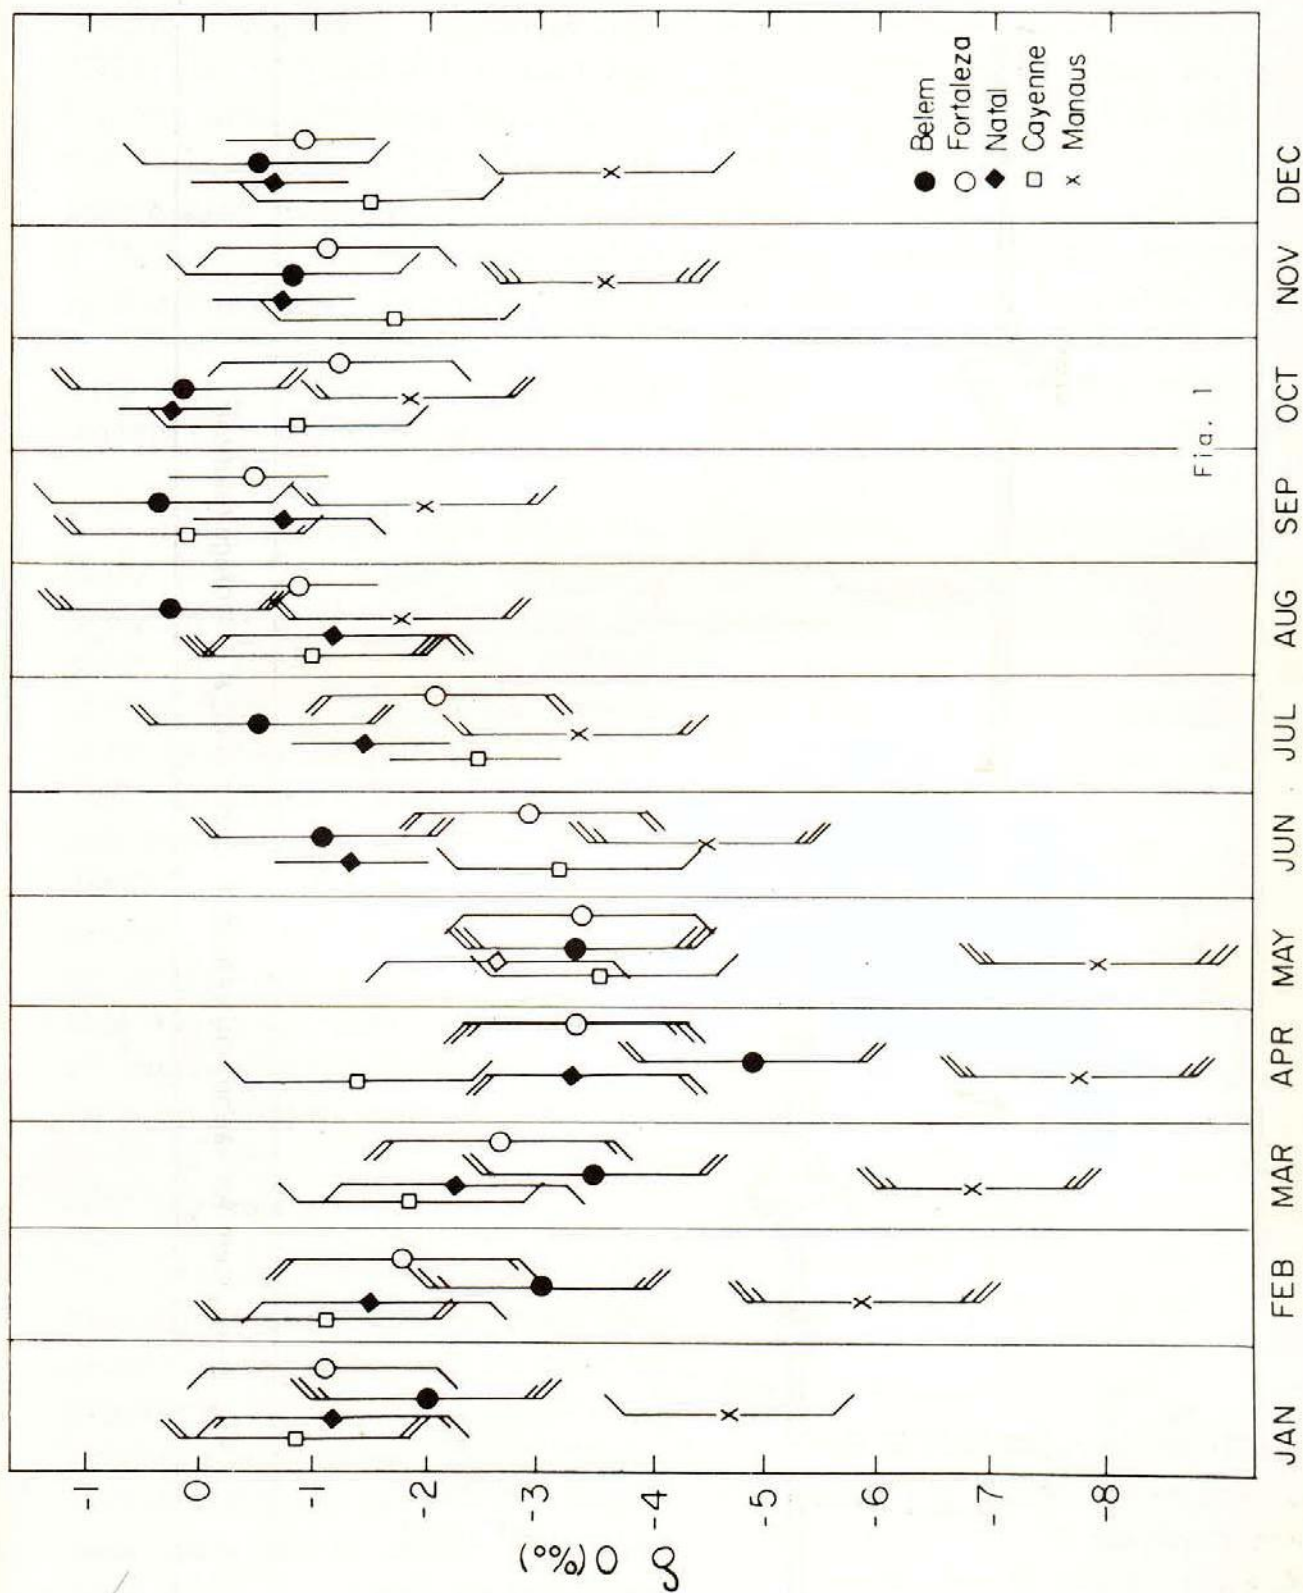 -1
0
-1
-2
-3
-4
-5
-6
-7
-8
δ O (‰)
JAN
FEB
MAR
APR
MAY
JUN
JUL
AUG
SEP
OCT
NOV
DEC
Belem
Fortaleza
Natal
Cayenne
Manaus
Fig. 1